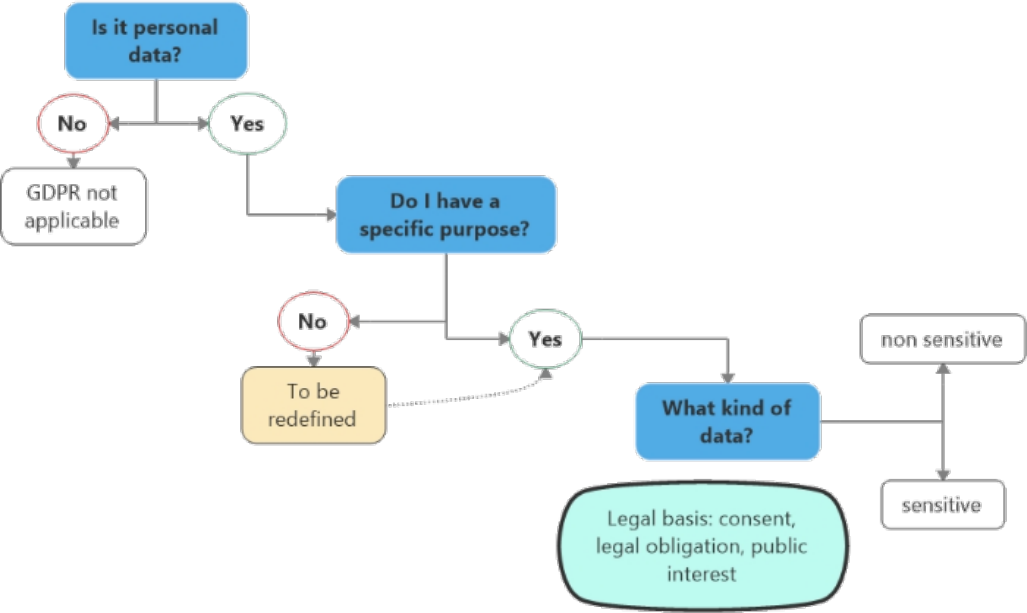 Is it personal
data?
No
Yes
GDPR not
applicable
Do I have a
specific purpose?
No
Yes
To be
redefined
non sensitive
What kind of
data?
sensitive
Legal basis: consent,
legal obligation, public
interest